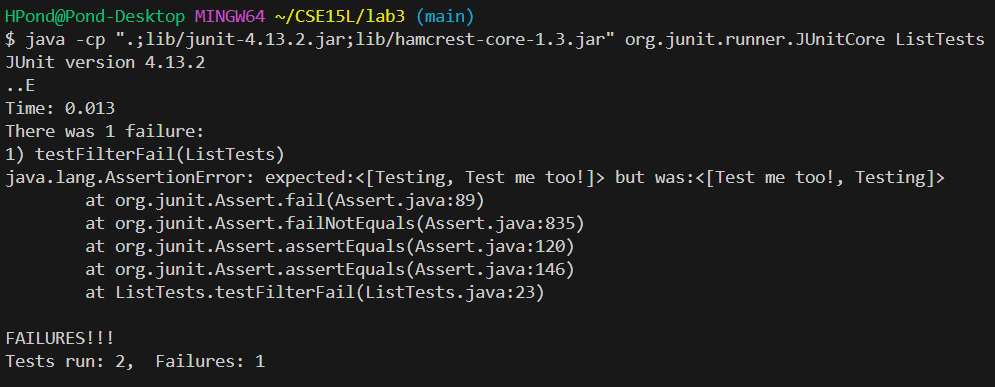 HPond@Pond-Desktop MINGW64 ~/CSE15L/lab3 (main)
$ java -cp ".;lib/junit-4.13.2.jar;lib/hamcrest-core-1.3.jar" org.junit.runner.JUnitCore ListTests
JUnit version 4.13.2
..E
Time: 0.013
There was 1 failure:
1) testFilterFail(ListTests)
java.lang.AssertionError: expected:<[Testing, Test me too!]> but was:<[Test me too!, Testing]>
        at org.junit.Assert.fail(Assert.java:89)
        at org.junit.Assert.failNotEquals(Assert.java:835)
        at org.junit.Assert.assertEquals(Assert.java:120)
        at org.junit.Assert.assertEquals(Assert.java:146)
        at ListTests.testFilterFail(ListTests.java:23)
FAILURES!!!
Tests run: 2,  Failures: 1